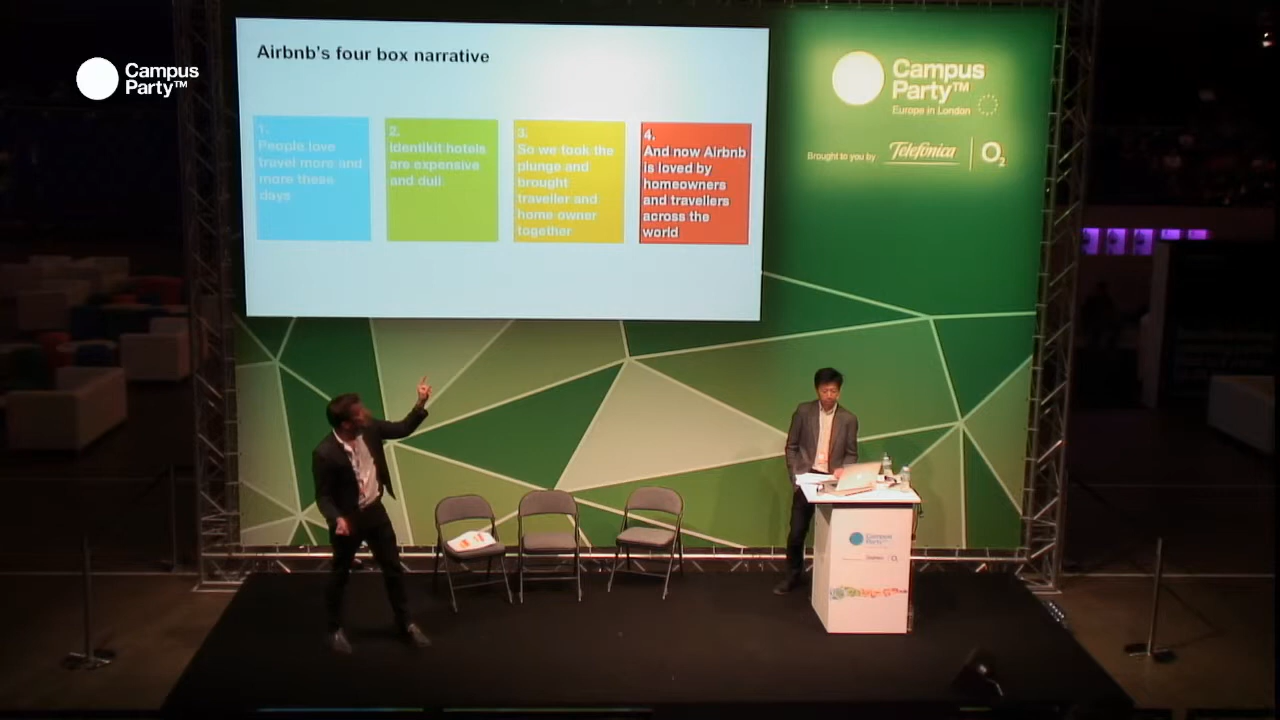 Campus
Party™
Airbnb's four box narrative
1.
People love
travel more and
more these
days
2.
Identikit hotels
are expensive
and dull
3.
So we took the
plunge and
brought
traveller and
home owner
together
4.
And now Airbnb
is loved by
homeowners
and travellers
across the
world
Campus
Party™
Europe in London
Brought to you by Telefónica O2
Campus
Party™